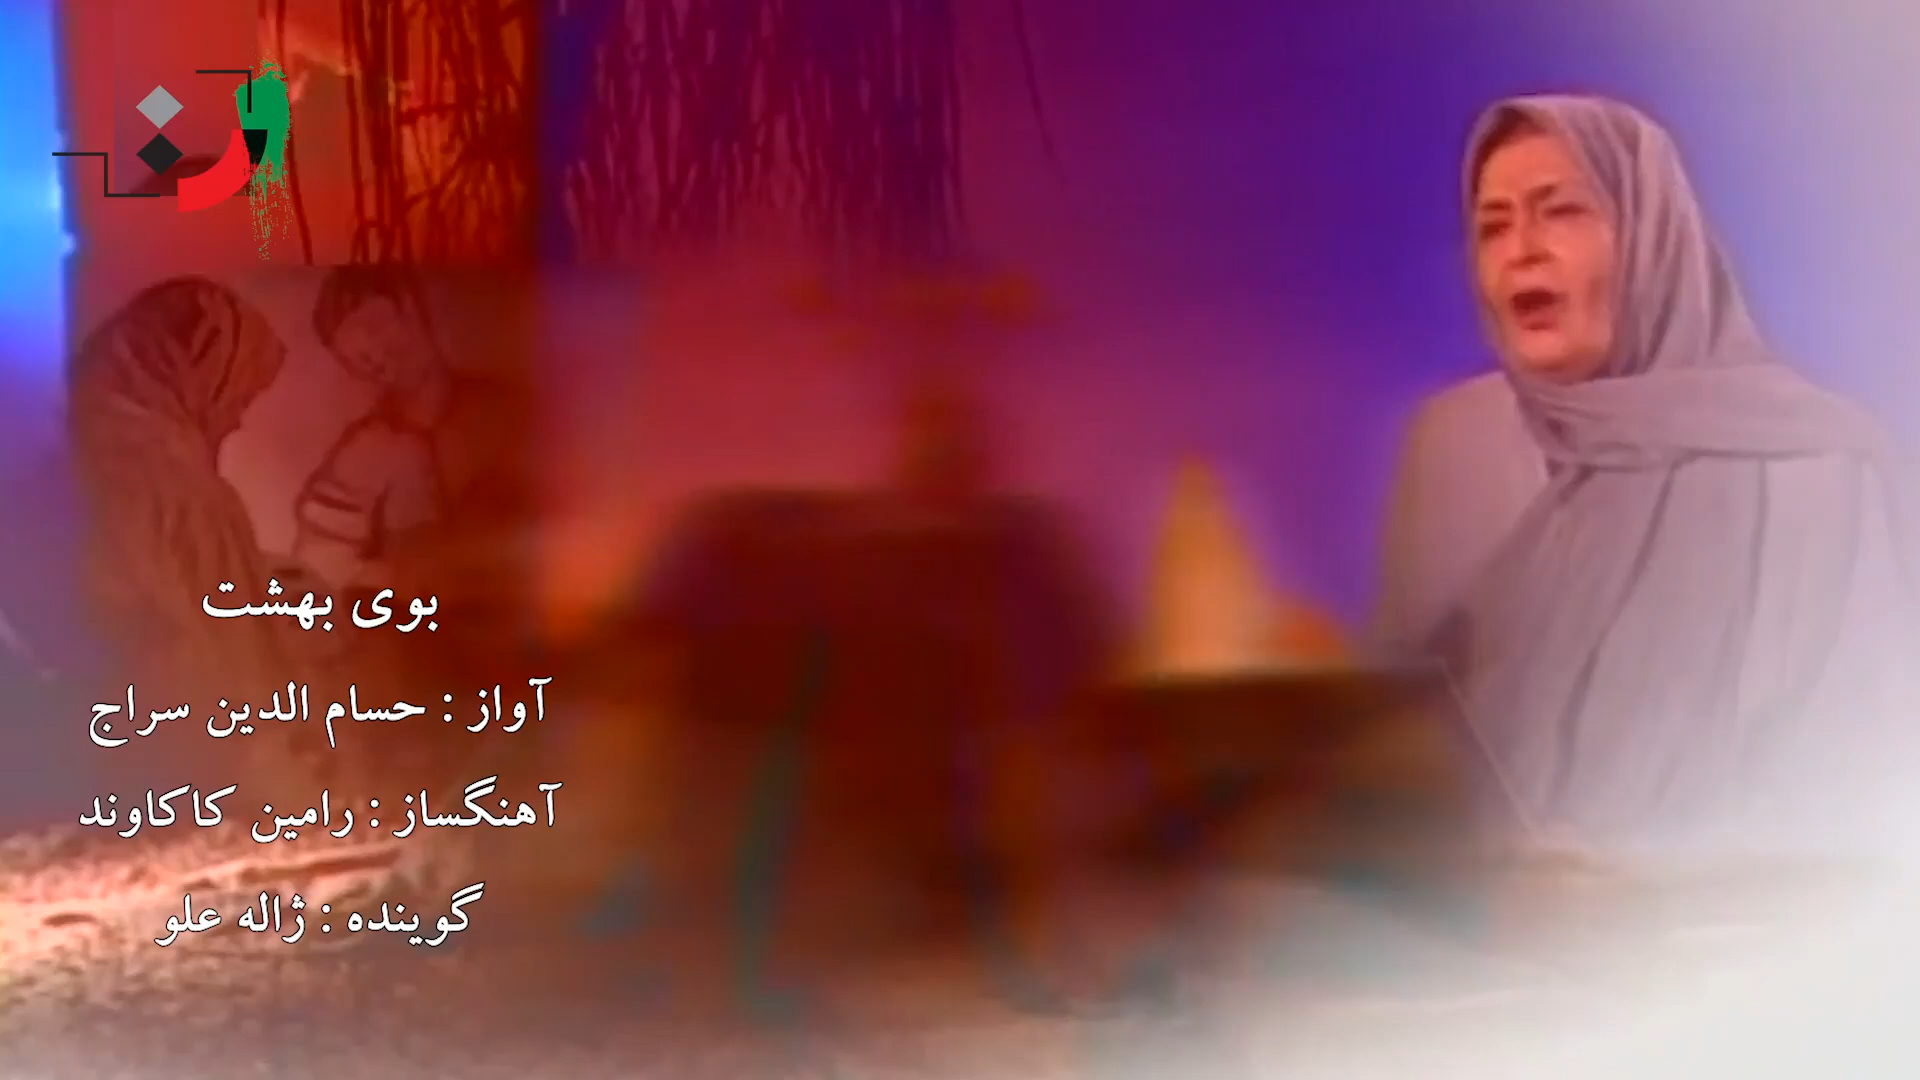 بوی بهشت
آواز : حسام الدین سراج
آهنگساز : رامین کاکاوند
گوینده : ژاله علو